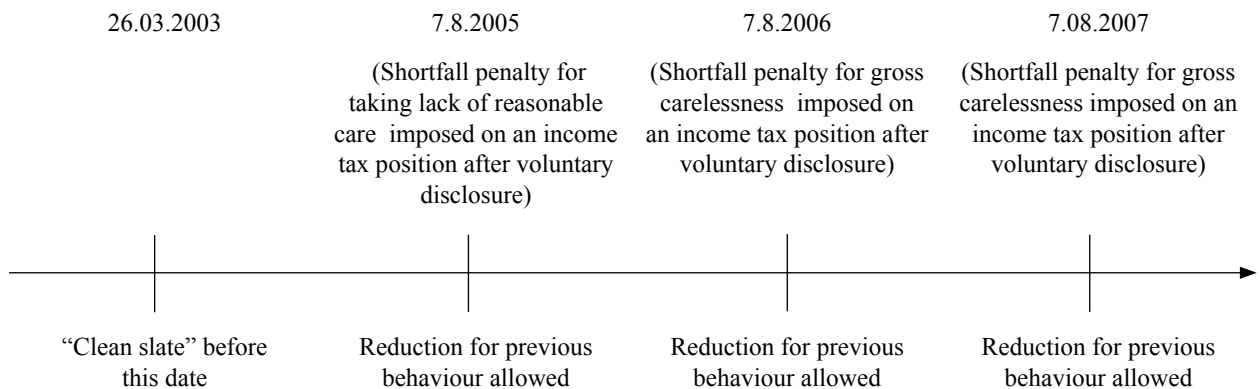 26.03.2003
7.8.2005
7.8.2006
7.08.2007
(Shortfall penalty for
taking lack of reasonable
care imposed on an income
tax position after voluntary
disclosure)
(Shortfall penalty for gross
carelessness imposed on
an income tax position after
voluntary disclosure)
(Shortfall penalty for gross
carelessness imposed on an
income tax position after
voluntary disclosure)
“Clean slate” before
this date
Reduction for previous
behaviour allowed
Reduction for previous
behaviour allowed
Reduction for previous
behaviour allowed